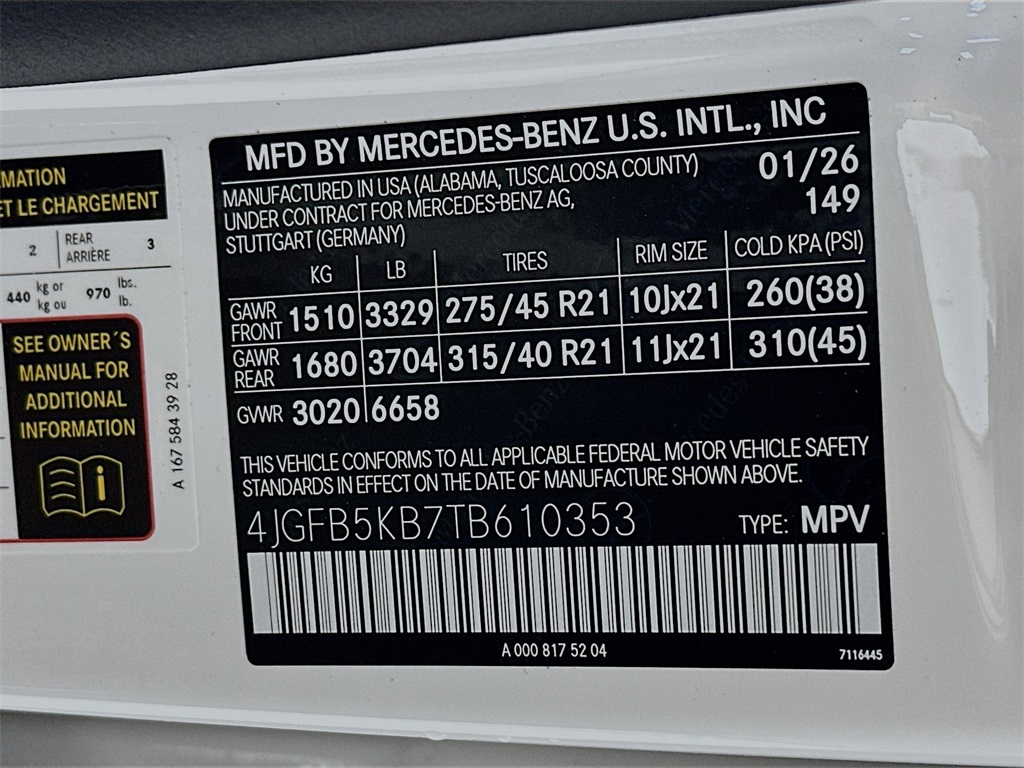 MATION
ET LE CHARGEMENT
2 REAR ARRIÈRE 3
440 kg or kg ou 970 lbs. lb.
SEE OWNER´S
MANUAL FOR
ADDITIONAL
INFORMATION
A 167 584 39 28
MFD BY MERCEDES-BENZ U.S. INTL., INC
MANUFACTURED IN USA (ALABAMA, TUSCALOOSA COUNTY) 01/26
UNDER CONTRACT FOR MERCEDES-BENZ AG, 149
STUTTGART (GERMANY)
KG LB TIRES RIM SIZE COLD KPA(PSI)
GAWR FRONT 1510 3329 275/45 R21 10Jx21 260(38)
GAWR REAR 1680 3704 315/40 R21 11Jx21 310(45)
GVWR 3020 6658
THIS VEHICLE CONFORMS TO ALL APPLICABLE FEDERAL MOTOR VEHICLE SAFETY
STANDARDS IN EFFECT ON THE DATE OF MANUFACTURE SHOWN ABOVE.
4JGFB5KB7TB610353 TYPE: MPV
A 000 817 52 04
7116445